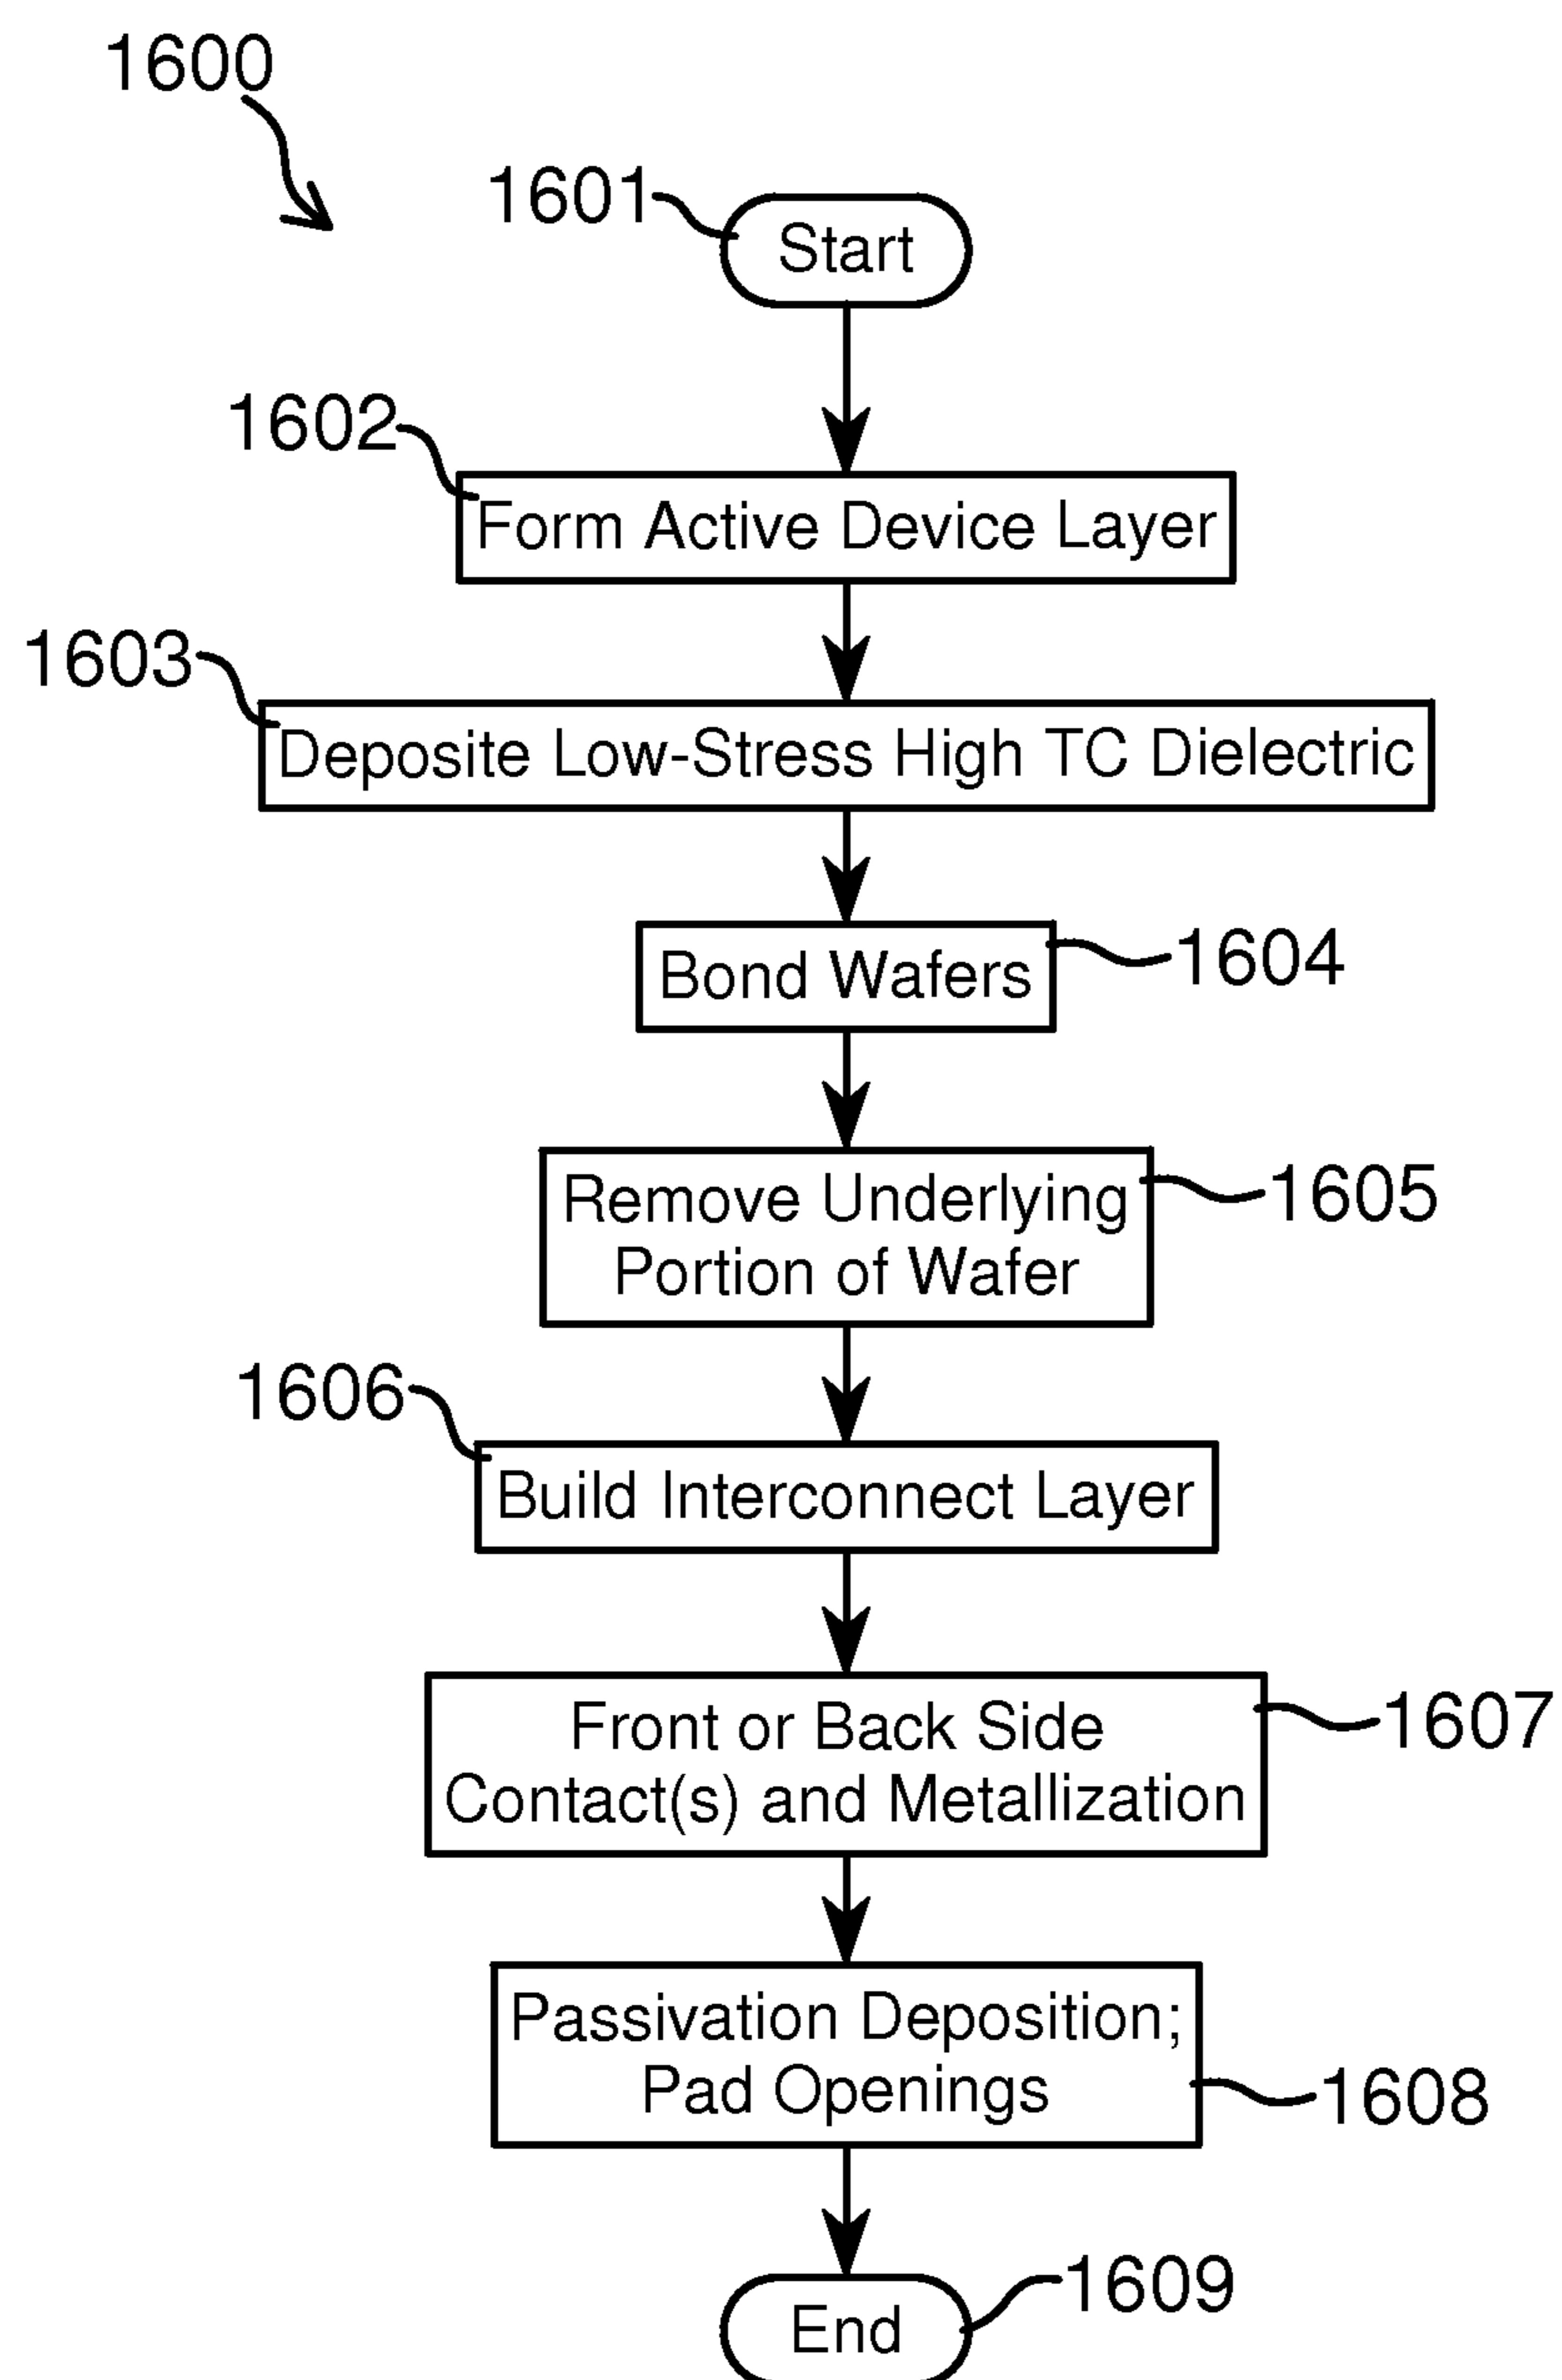 1600
1601
Start
1602
Form Active Device Layer
1603
Deposite Low-Stress High TC Dielectric
Bond Wafers
1604
Remove Underlying
Portion of Wafer
1605
1606
Build Interconnect Layer
Front or Back Side
Contact(s) and Metallization
1607
Passivation Deposition;
Pad Openings
1608
End
1609